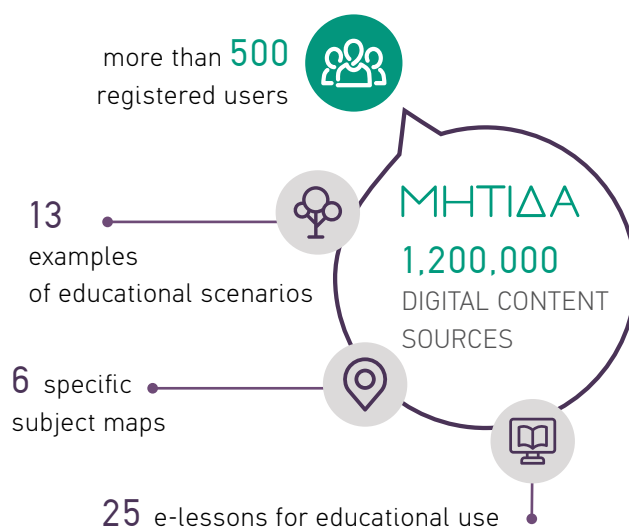 more than 500
registered users
ΜΗΤΙΔΑ
1,200,000
DIGITAL CONTENT
SOURCES
13
examples
of educational scenarios
6 specific
subject maps
25 e-lessons for educational use